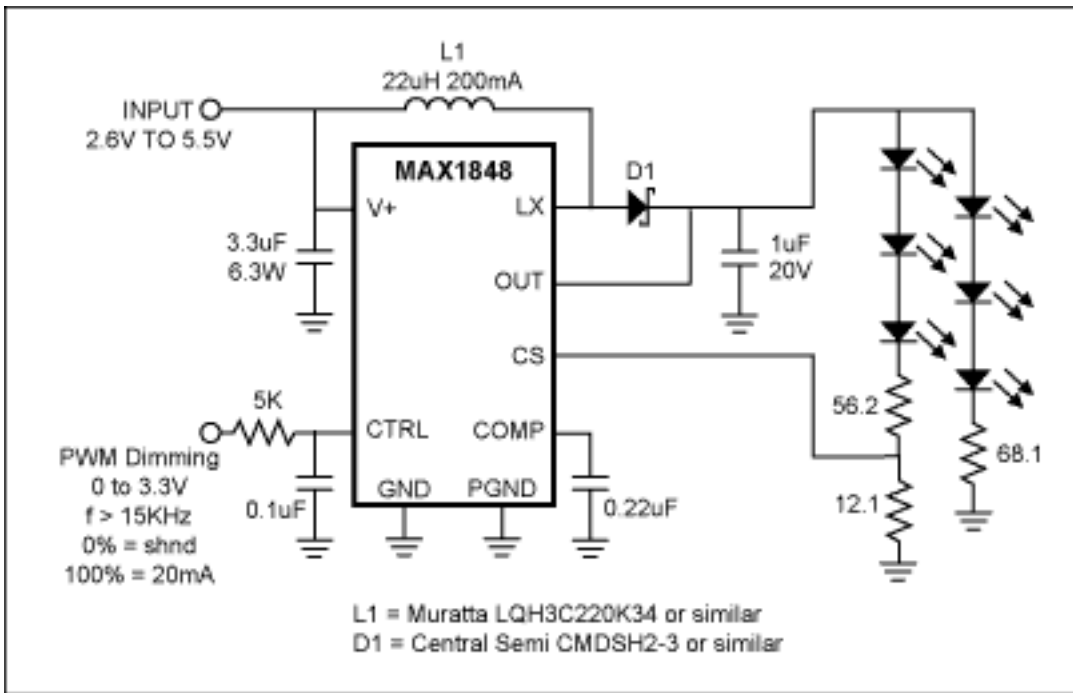 L1
22uH 200mA
INPUT
2.6V TO 5.5V
MAX1848
D1
V+
LX
3.3uF
6.3W
1uF
20V
OUT
CS
5K
56.2
CTRL
COMP
68.1
PWM Dimming
0 to 3.3V
f > 15KHz
0% = shnd
100% = 20mA
0.1uF
GND
PGND
0.22uF
12.1
L1 = Muratta LQH3C220K34 or similar
D1 = Central Semi CMDSH2-3 or similar